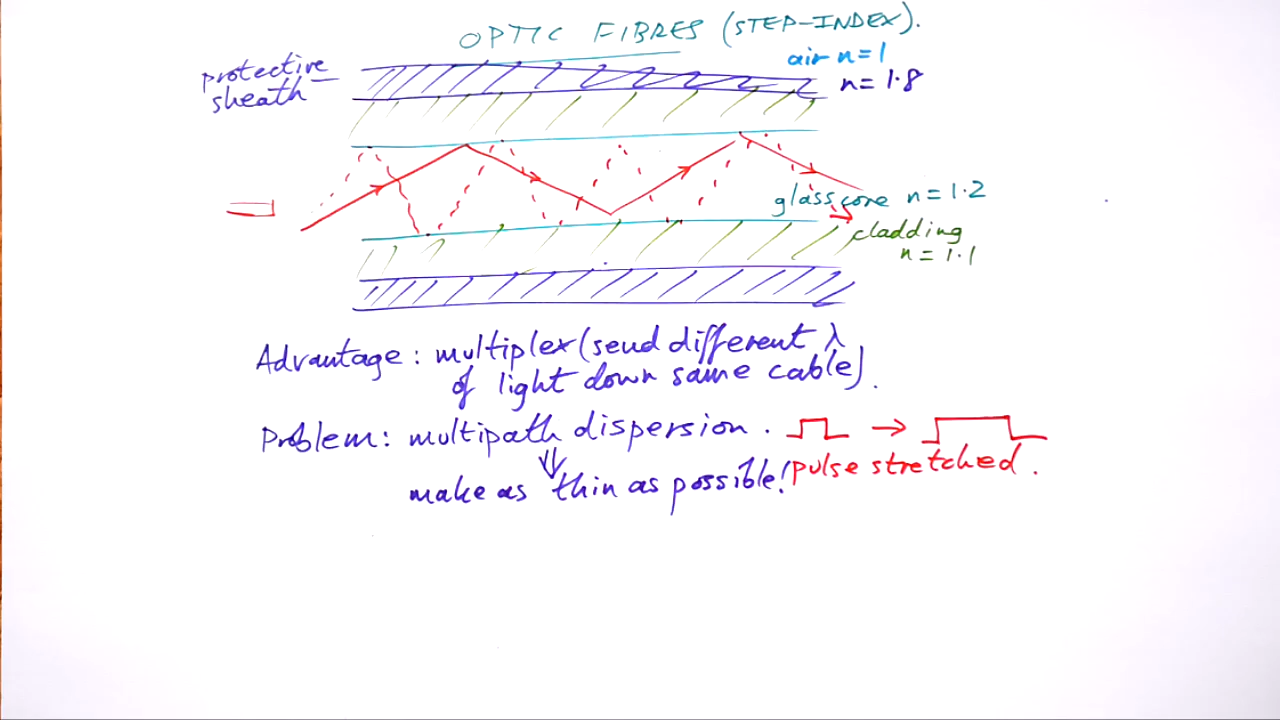 OPTIC FIBRES (STEP-INDEX).
air n=1
protective
sheath
n=1.8
glass core n=1.2
cladding
n=1.1
Advantage: multiplex (send different λ
of light down same cable).
Problem: multipath dispersion.
pulse stretched.
⇓
make as thin as possible!